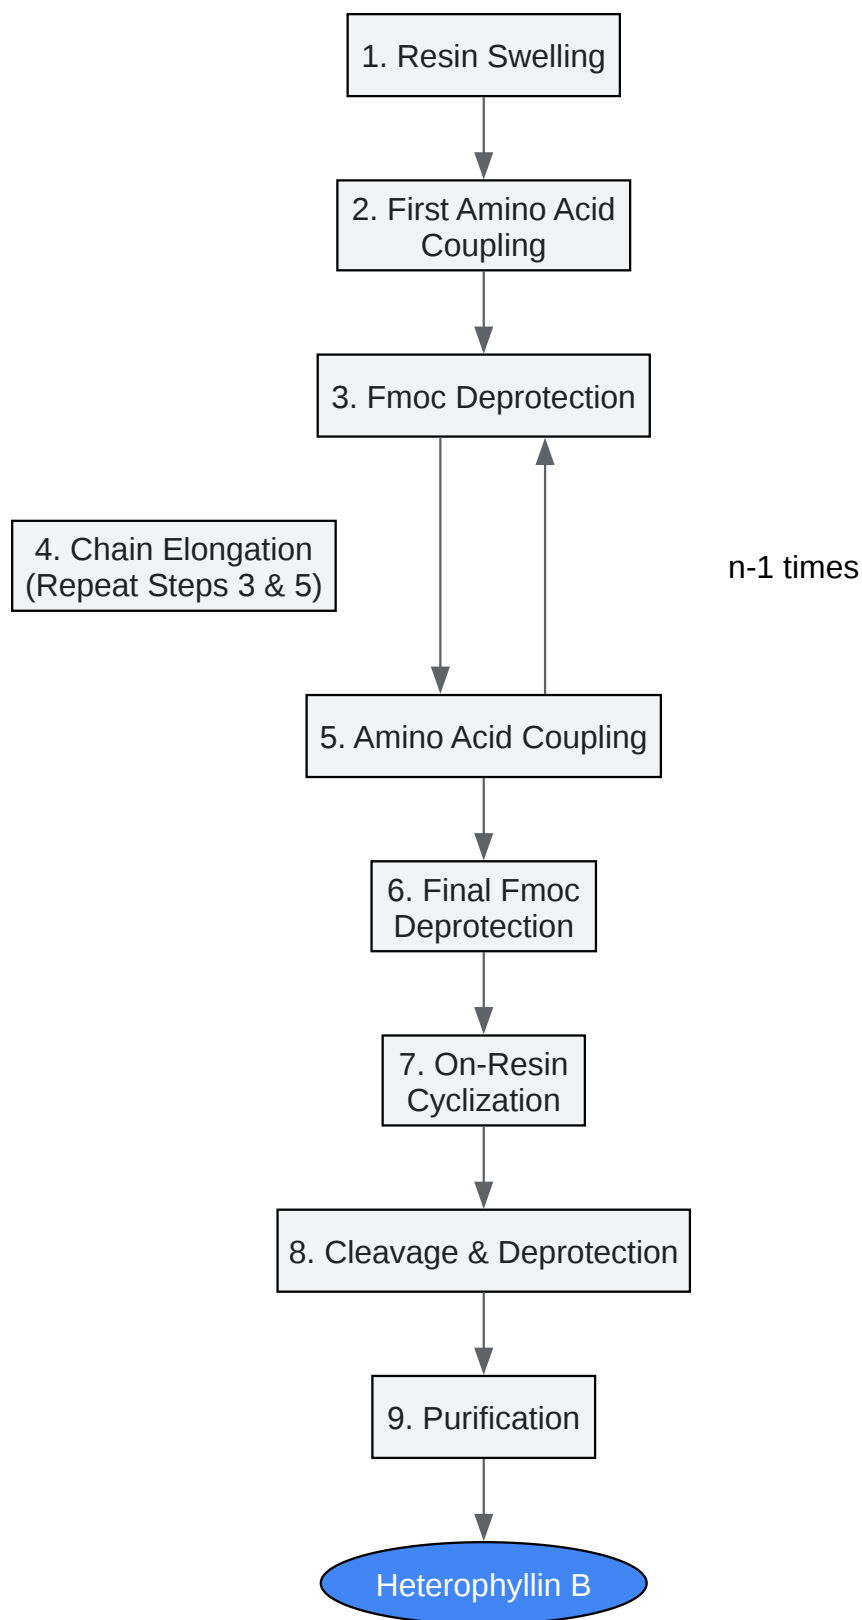 1. Resin Swelling
2. First Amino Acid
Coupling
3. Fmoc Deprotection
4. Chain Elongation
(Repeat Steps 3 & 5)
n-1 times
5. Amino Acid Coupling
6. Final Fmoc
Deprotection
7. On-Resin
Cyclization
8. Cleavage & Deprotection
9. Purification
Heterophyllin B